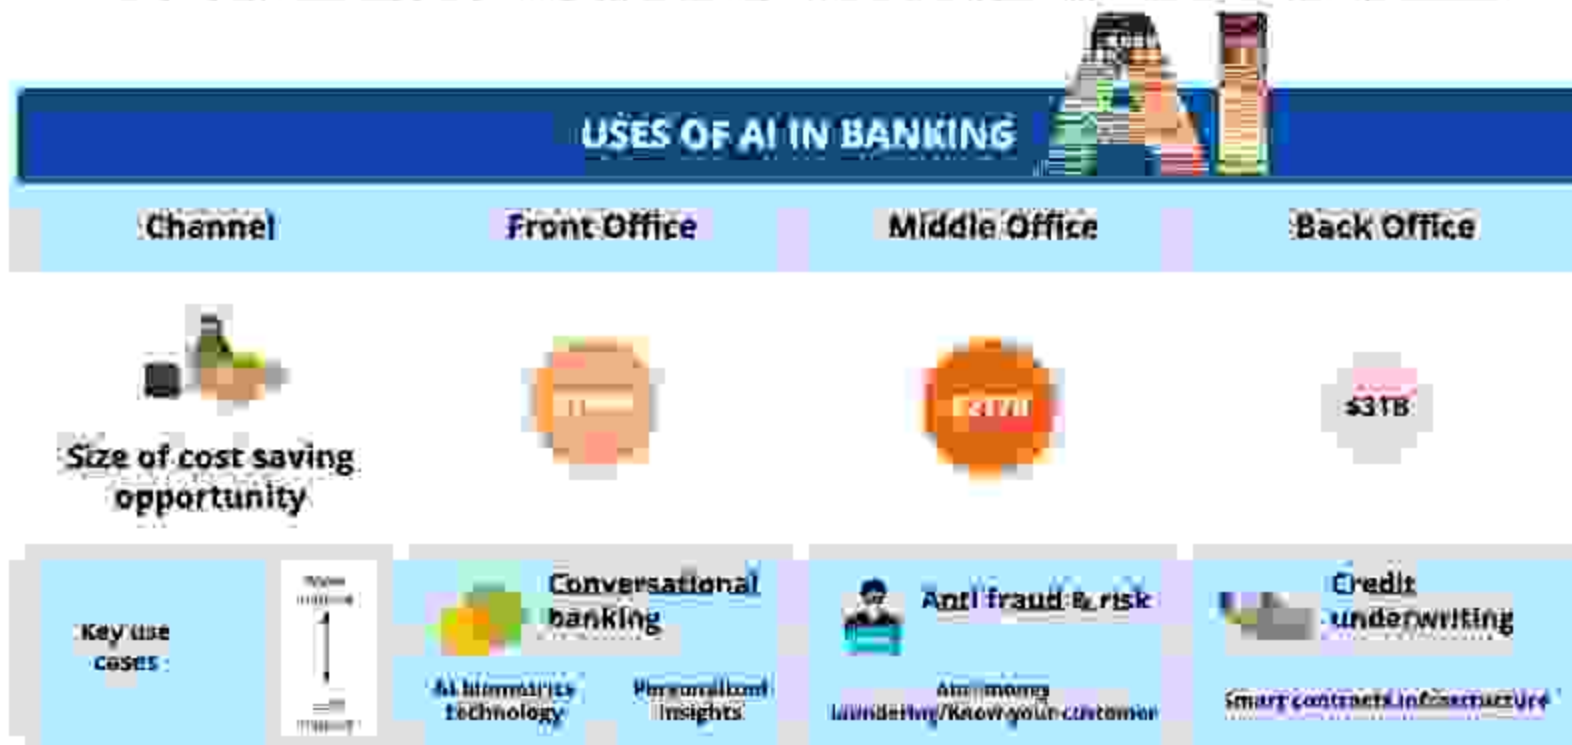 USES OF AI IN BANKING
AI
Channel
Front Office
Middle Office
Back Office
Size of cost saving
opportunity
$31B
Key use
cases
Conversational
banking
Anti fraud & risk
Credit
underwriting
AI biometrics
technology
Personalized
insights
Anti money
laundering/Know-your-customer
Smart contracts infrastructure